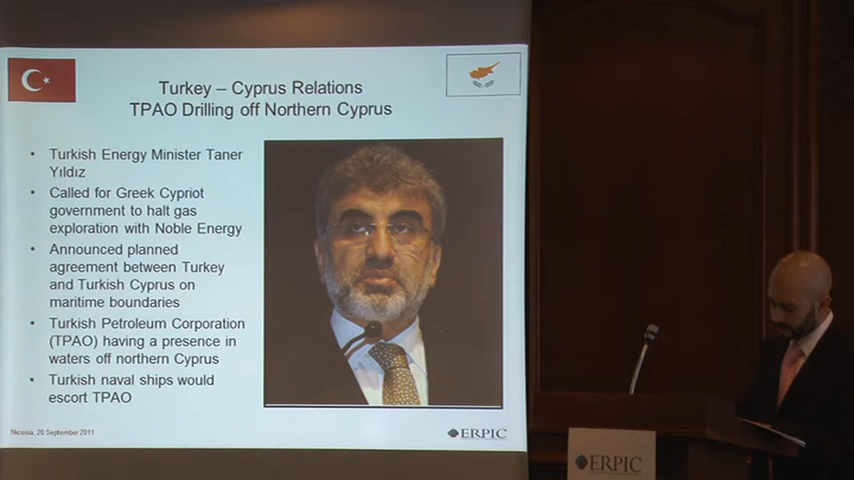 Turkey – Cyprus Relations
TPAO Drilling off Northern Cyprus
• Turkish Energy Minister Taner
Yıldız
• Called for Greek Cypriot
government to halt gas
exploration with Noble Energy
• Announced planned
agreement between Turkey
and Turkish Cyprus on
maritime boundaries
• Turkish Petroleum Corporation
(TPAO) having a presence in
waters off northern Cyprus
• Turkish naval ships would
escort TPAO
Nicosia, 20 September 2011
ERPIC
ERPIC